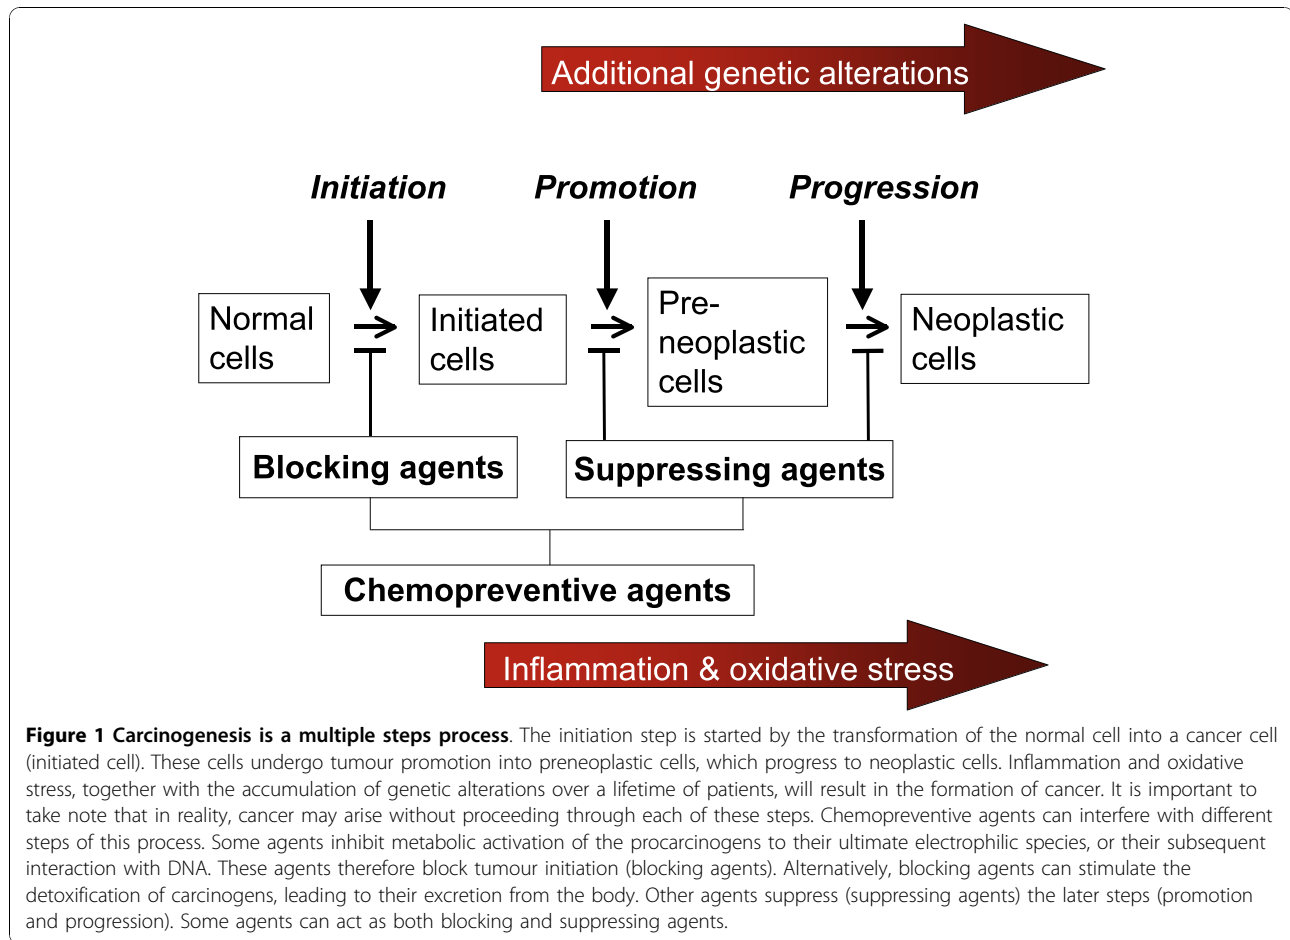 Additional genetic alterations
Initiation
Promotion
Progression
Normal
cells
Initiated
cells
Pre-
neoplastic
cells
Neoplastic
cells
Blocking agents
Suppressing agents
Chemopreventive agents
Inflammation & oxidative stress
Figure 1 Carcinogenesis is a multiple steps process. The initiation step is started by the transformation of the normal cell into a cancer cell
(initiated cell). These cells undergo tumour promotion into preneoplastic cells, which progress to neoplastic cells. Inflammation and oxidative
stress, together with the accumulation of genetic alterations over a lifetime of patients, will result in the formation of cancer. It is important to
take note that in reality, cancer may arise without proceeding through each of these steps. Chemopreventive agents can interfere with different
steps of this process. Some agents inhibit metabolic activation of the procarcinogens to their ultimate electrophilic species, or their subsequent
interaction with DNA. These agents therefore block tumour initiation (blocking agents). Alternatively, blocking agents can stimulate the
detoxification of carcinogens, leading to their excretion from the body. Other agents suppress (suppressing agents) the later steps (promotion
and progression). Some agents can act as both blocking and suppressing agents.